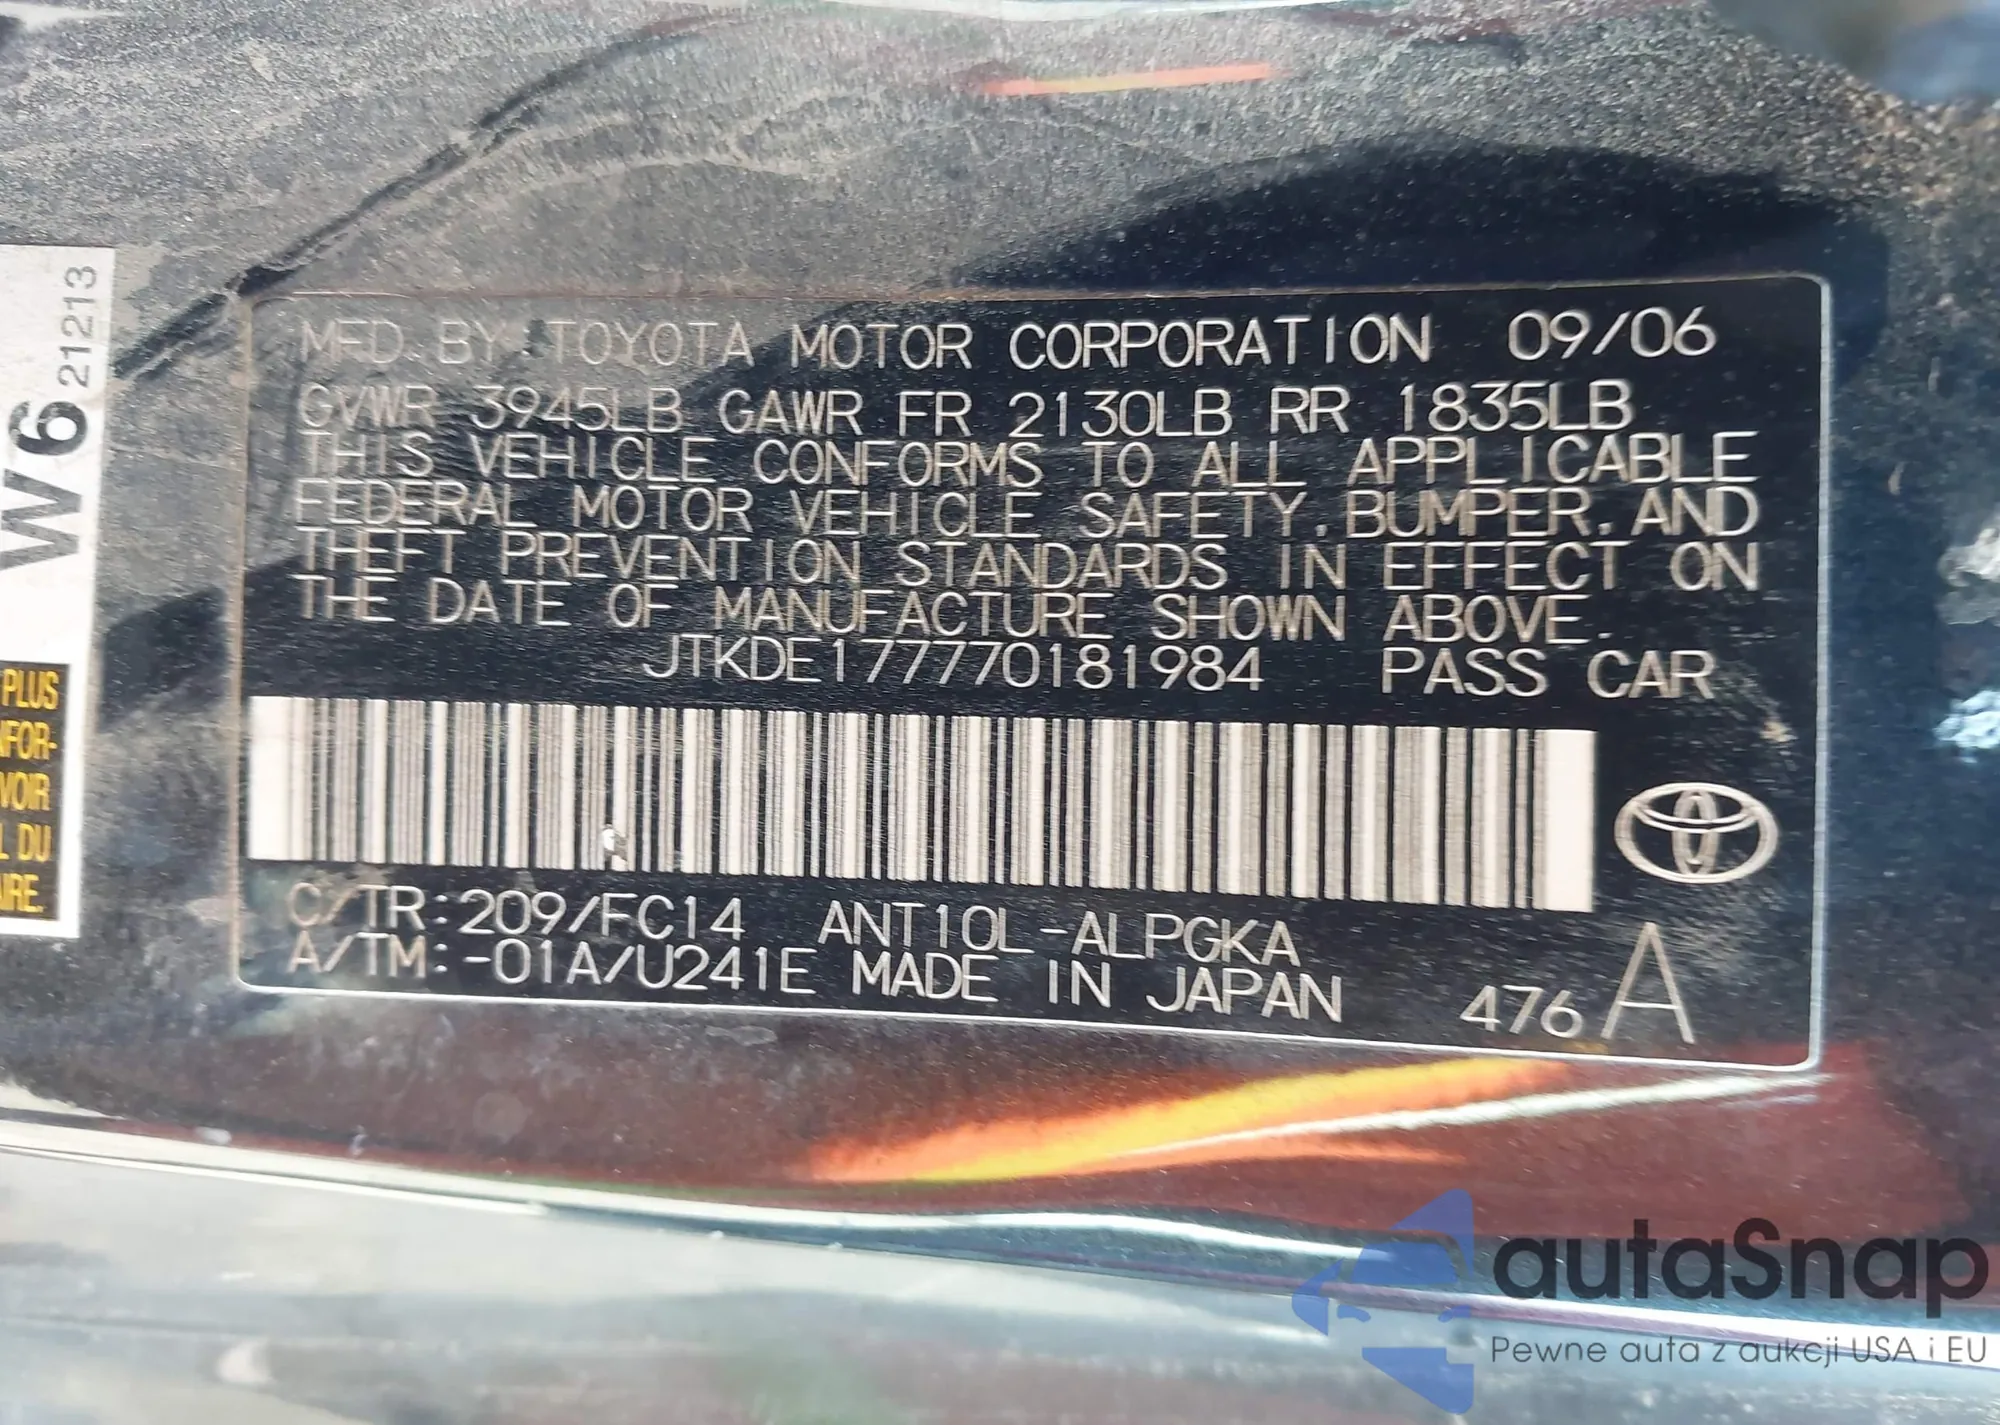 MFD. BY TOYOTA MOTOR CORPORATION 09/06
GVWR 3945LB GAWR FR 2130LB RR 1835LB
THIS VEHICLE CONFORMS TO ALL APPLICABLE
FEDERAL MOTOR VEHICLE SAFETY, BUMPER, AND
THEFT PREVENTION STANDARDS IN EFFECT ON
THE DATE OF MANUFACTURE SHOWN ABOVE.
JTKDE177770181984 PASS CAR
C/TR:209/FC14 ANT10L-ALPGKA
A/TM:-01A/U241E MADE IN JAPAN 476 A
W6 21213
PLUS
NFOR-
VOIR
L DU
AIRE.
autaSnap
Pewne auta z aukcji USA i EU